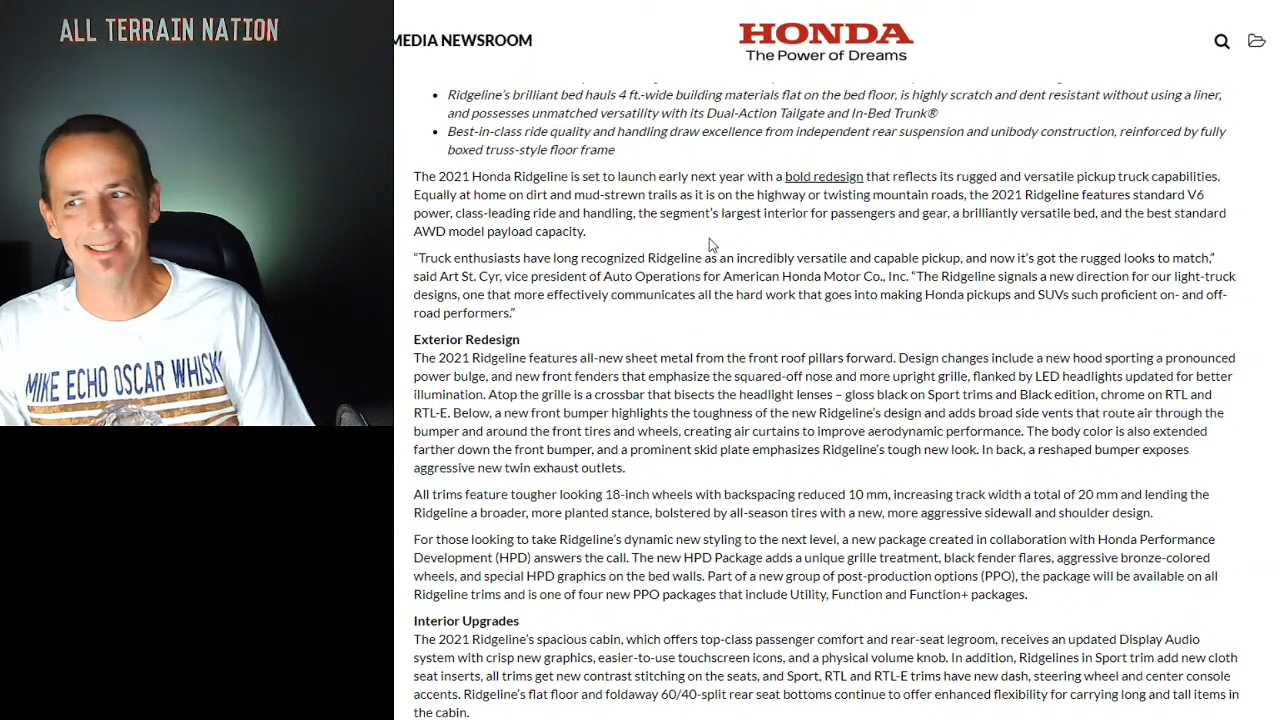 ALL TERRAIN NATION
MIKE ECHO OSCAR WHISK
MEDIA NEWSROOM
HONDA
The Power of Dreams
• Ridgeline's brilliant bed hauls 4 ft.-wide building materials flat on the bed floor, is highly scratch and dent resistant without using a liner,
and possesses unmatched versatility with its Dual-Action Tailgate and In-Bed Trunk®
• Best-in-class ride quality and handling draw excellence from independent rear suspension and unibody construction, reinforced by fully
boxed truss-style floor frame
The 2021 Honda Ridgeline is set to launch early next year with a bold redesign that reflects its rugged and versatile pickup truck capabilities.
Equally at home on dirt and mud-strewn trails as it is on the highway or twisting mountain roads, the 2021 Ridgeline features standard V6
power, class-leading ride and handling, the segment's largest interior for passengers and gear, a brilliantly versatile bed, and the best standard
AWD model payload capacity.
“Truck enthusiasts have long recognized Ridgeline as an incredibly versatile and capable pickup, and now it's got the rugged looks to match,”
said Art St. Cyr, vice president of Auto Operations for American Honda Motor Co., Inc. “The Ridgeline signals a new direction for our light-truck
designs, one that more effectively communicates all the hard work that goes into making Honda pickups and SUVs such proficient on- and off-
road performers.”
Exterior Redesign
The 2021 Ridgeline features all-new sheet metal from the front roof pillars forward. Design changes include a new hood sporting a pronounced
power bulge, and new front fenders that emphasize the squared-off nose and more upright grille, flanked by LED headlights updated for better
illumination. Atop the grille is a crossbar that bisects the headlight lenses – gloss black on Sport trims and Black edition, chrome on RTL and
RTL-E. Below, a new front bumper highlights the toughness of the new Ridgeline's design and adds broad side vents that route air through the
bumper and around the front tires and wheels, creating air curtains to improve aerodynamic performance. The body color is also extended
farther down the front bumper, and a prominent skid plate emphasizes Ridgeline's tough new look. In back, a reshaped bumper exposes
aggressive new twin exhaust outlets.
All trims feature tougher looking 18-inch wheels with backspacing reduced 10 mm, increasing track width a total of 20 mm and lending the
Ridgeline a broader, more planted stance, bolstered by all-season tires with a new, more aggressive sidewall and shoulder design.
For those looking to take Ridgeline's dynamic new styling to the next level, a new package created in collaboration with Honda Performance
Development (HPD) answers the call. The new HPD Package adds a unique grille treatment, black fender flares, aggressive bronze-colored
wheels, and special HPD graphics on the bed walls. Part of a new group of post-production options (PPO), the package will be available on all
Ridgeline trims and is one of four new PPO packages that include Utility, Function and Function+ packages.
Interior Upgrades
The 2021 Ridgeline's spacious cabin, which offers top-class passenger comfort and rear-seat legroom, receives an updated Display Audio
system with crisp new graphics, easier-to-use touchscreen icons, and a physical volume knob. In addition, Ridgelines in Sport trim add new cloth
seat inserts, all trims get new contrast stitching on the seats, and Sport, RTL and RTL-E trims have new dash, steering wheel and center console
accents. Ridgeline's flat floor and foldaway 60/40-split rear seat bottoms continue to offer enhanced flexibility for carrying long and tall items in
the cabin.